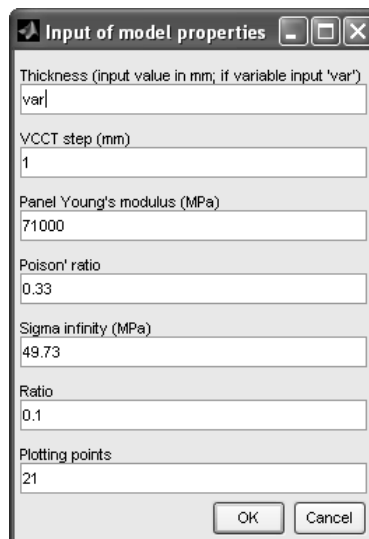 Input of model properties
Thickness (input value in mm; if variable input 'var')
var
VCCT step (mm)
1
Panel Young's modulus (MPa)
71000
Poison' ratio
0.33
Sigma infinity (MPa)
49.73
Ratio
0.1
Plotting points
21
OK Cancel